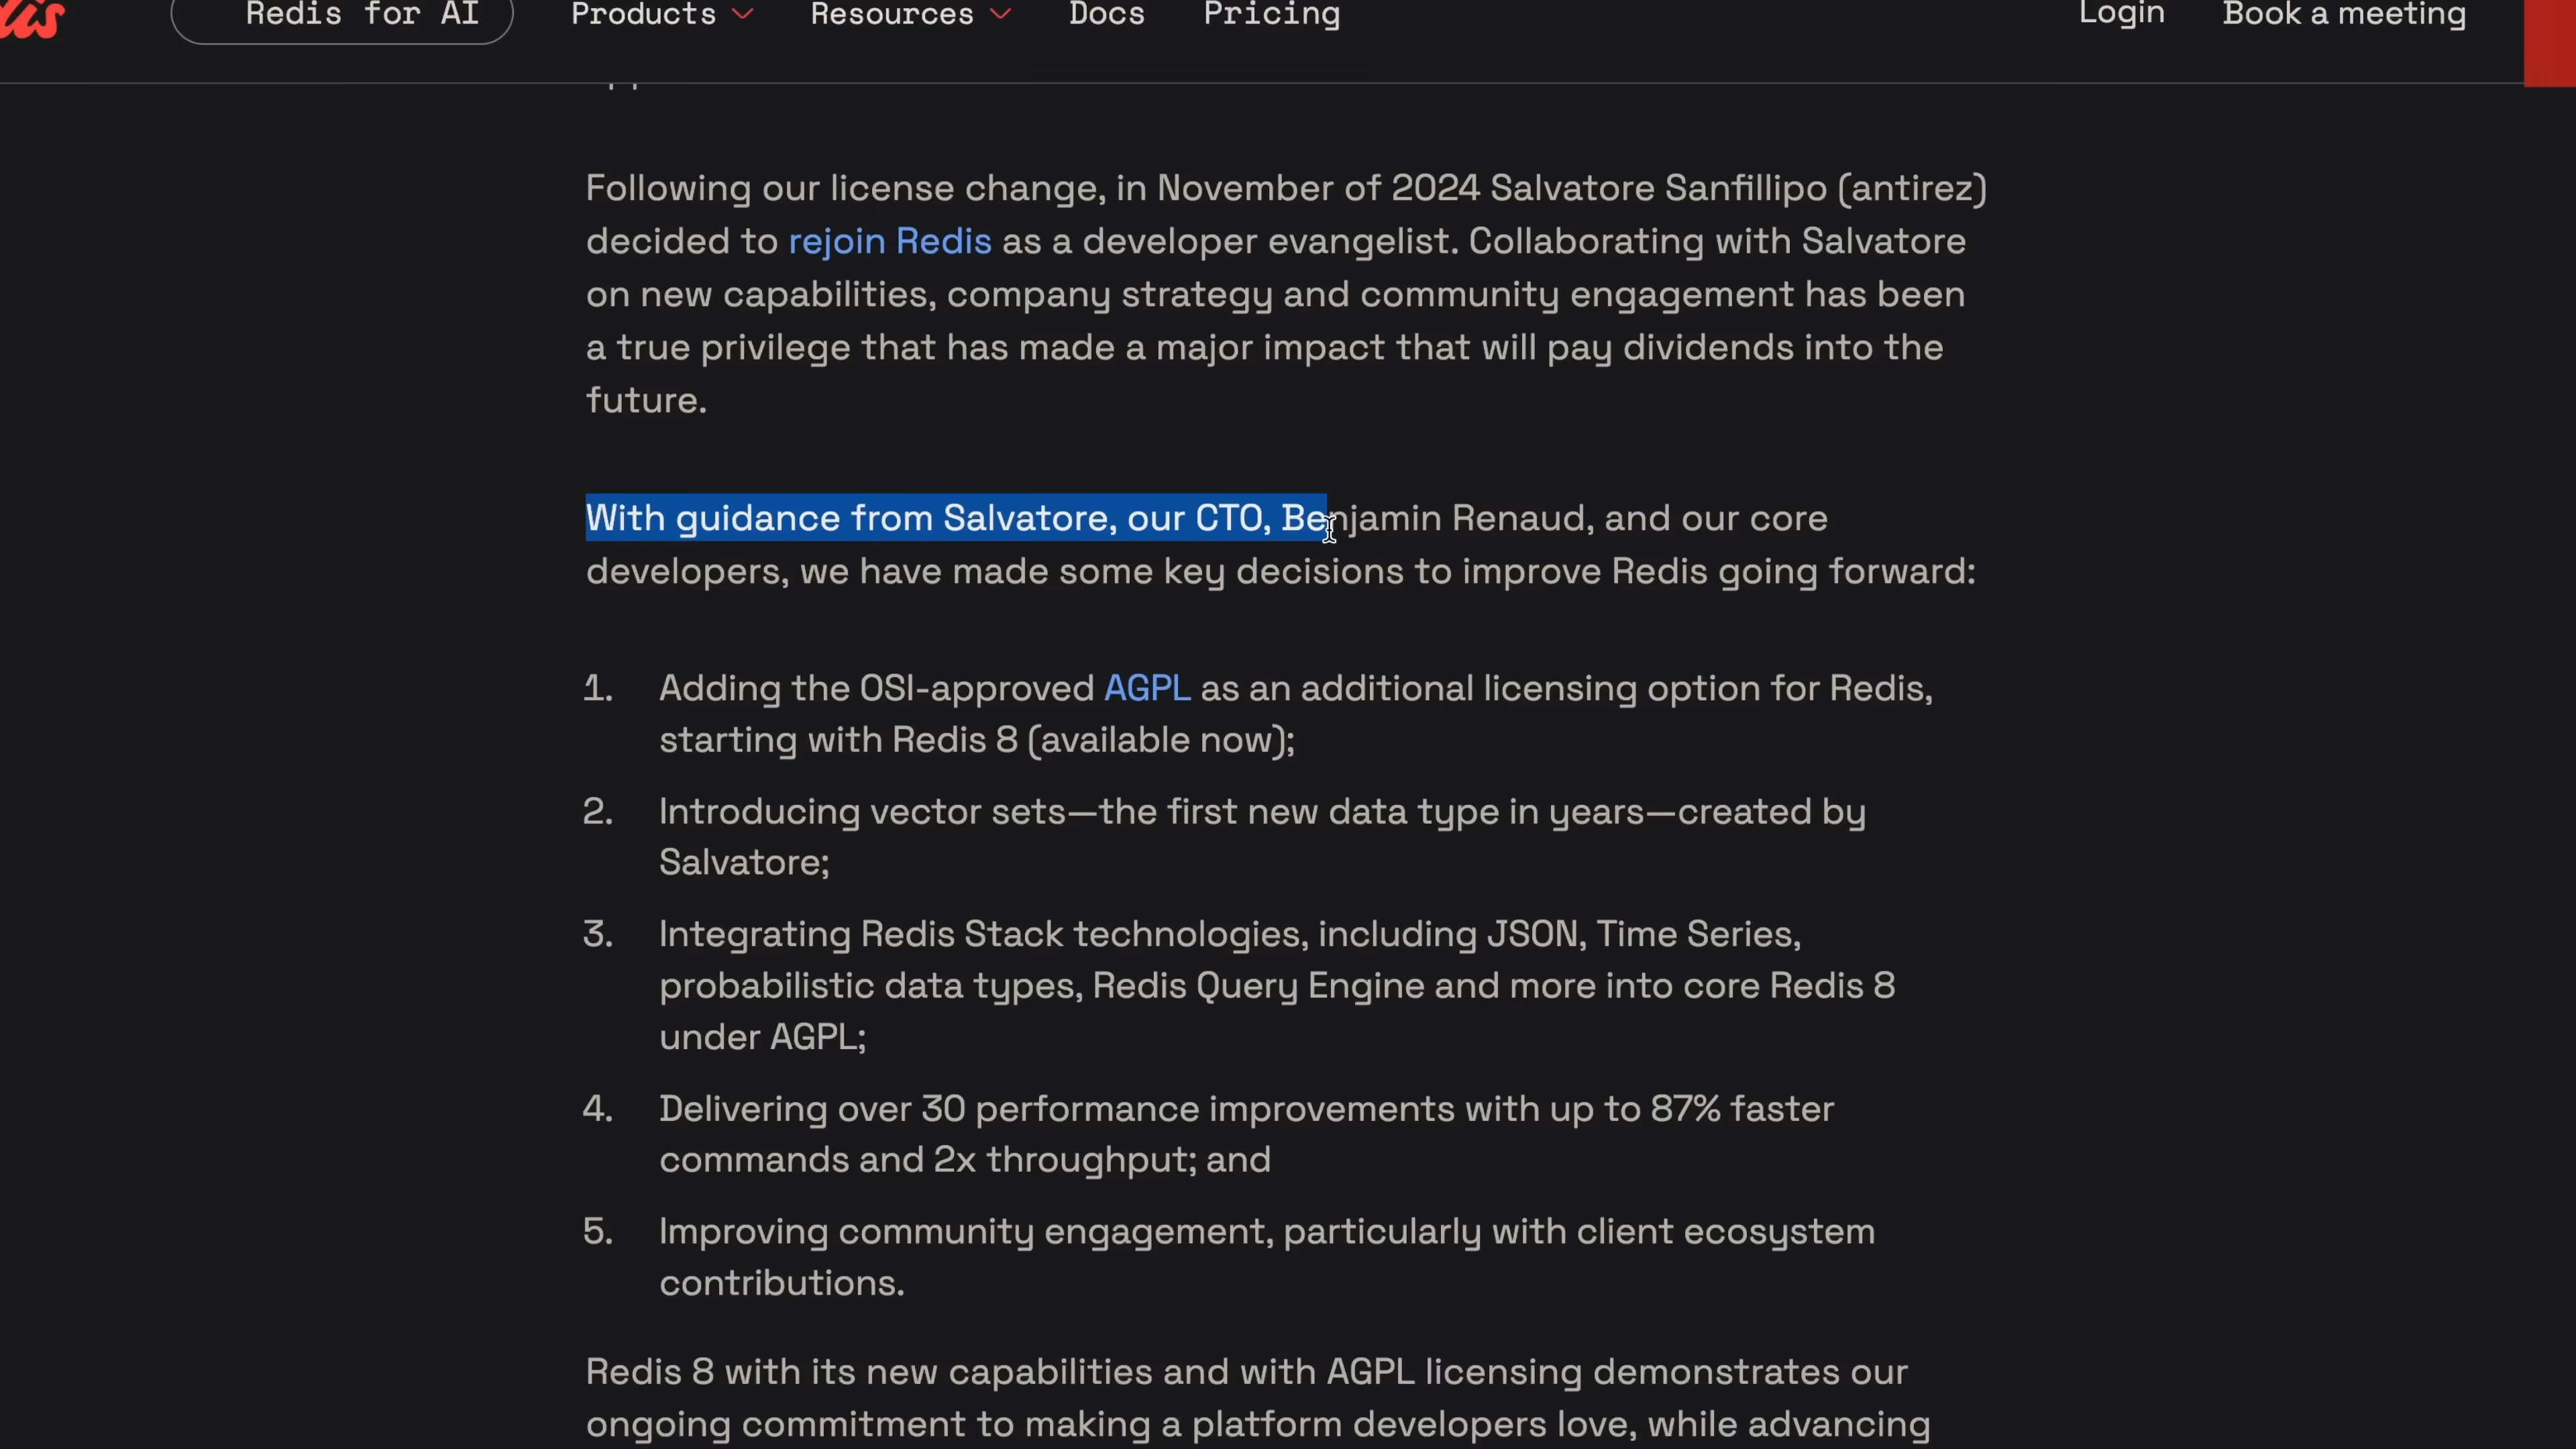 Redis for AI Products Resources Docs Pricing Login Book a meeting
Following our license change, in November of 2024 Salvatore Sanfillipo (antirez)
decided to rejoin Redis as a developer evangelist. Collaborating with Salvatore
on new capabilities, company strategy and community engagement has been
a true privilege that has made a major impact that will pay dividends into the
future.
With guidance from Salvatore, our CTO, Benjamin Renaud, and our core
developers, we have made some key decisions to improve Redis going forward:
1. Adding the OSI-approved AGPL as an additional licensing option for Redis,
starting with Redis 8 (available now);
2. Introducing vector sets—the first new data type in years—created by
Salvatore;
3. Integrating Redis Stack technologies, including JSON, Time Series,
probabilistic data types, Redis Query Engine and more into core Redis 8
under AGPL;
4. Delivering over 30 performance improvements with up to 87% faster
commands and 2x throughput; and
5. Improving community engagement, particularly with client ecosystem
contributions.
Redis 8 with its new capabilities and with AGPL licensing demonstrates our
ongoing commitment to making a platform developers love, while advancing